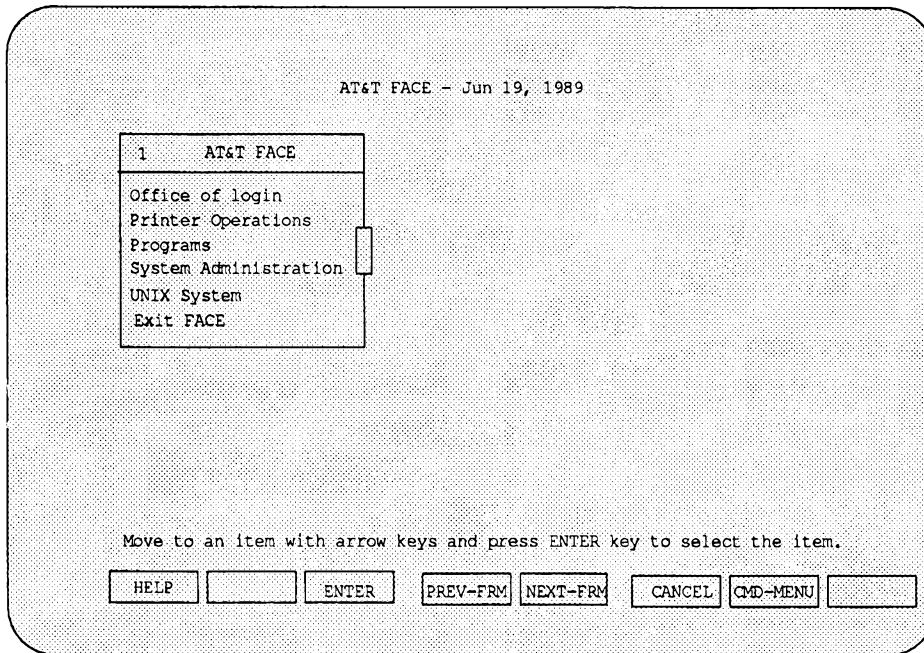 AT&T FACE - Jun 19, 1989
1 AT&T FACE
Office of login
Printer Operations
Programs
System Administration
UNIX System
Exit FACE
Move to an item with arrow keys and press ENTER key to select the item.
HELP ENTER PREV-FRM NEXT-FRM CANCEL CMD-MENU